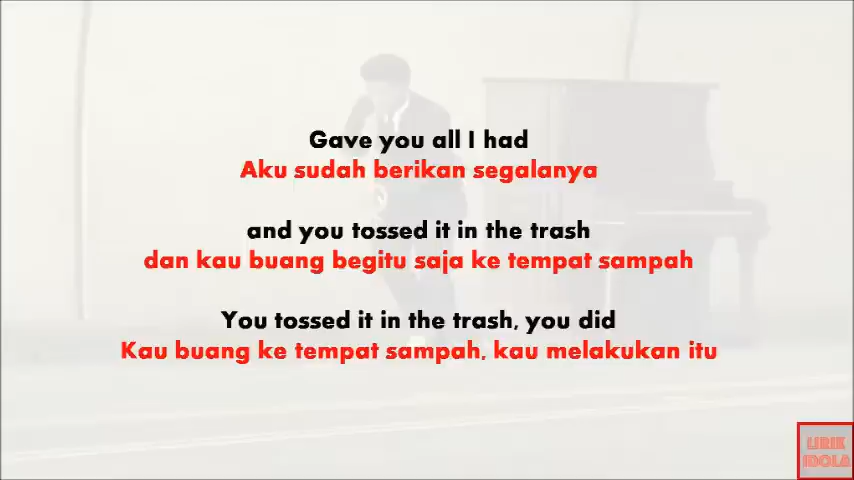 Gave you all I had
Aku sudah berikan segalanya
and you tossed it in the trash
dan kau buang begitu saja ke tempat sampah
You tossed it in the trash, you did
Kau buang ke tempat sampah, kau melakukan itu
LIRIK
IDOLA